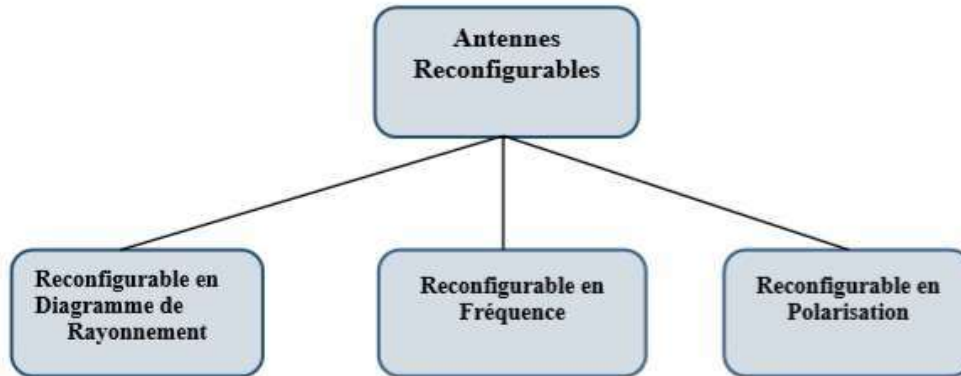 Antennes
Reconfigurables
Reconfigurable en
Diagramme de
Rayonnement
Reconfigurable en
Fréquence
Reconfigurable en
Polarisation